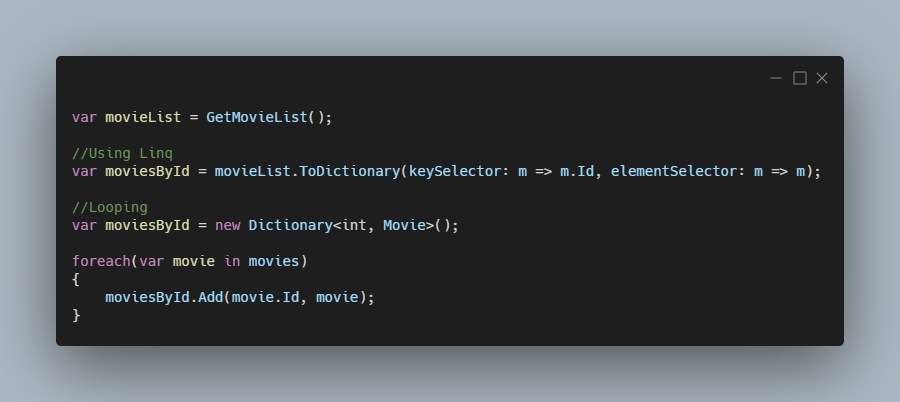 var movieList = GetMovieList();
//Using Linq
var moviesById = movieList.ToDictionary(keySelector: m => m.Id, elementSelector: m => m);
//Looping
var moviesById = new Dictionary<int, Movie>();
foreach(var movie in movies)
{
    moviesById.Add(movie.Id, movie);
}